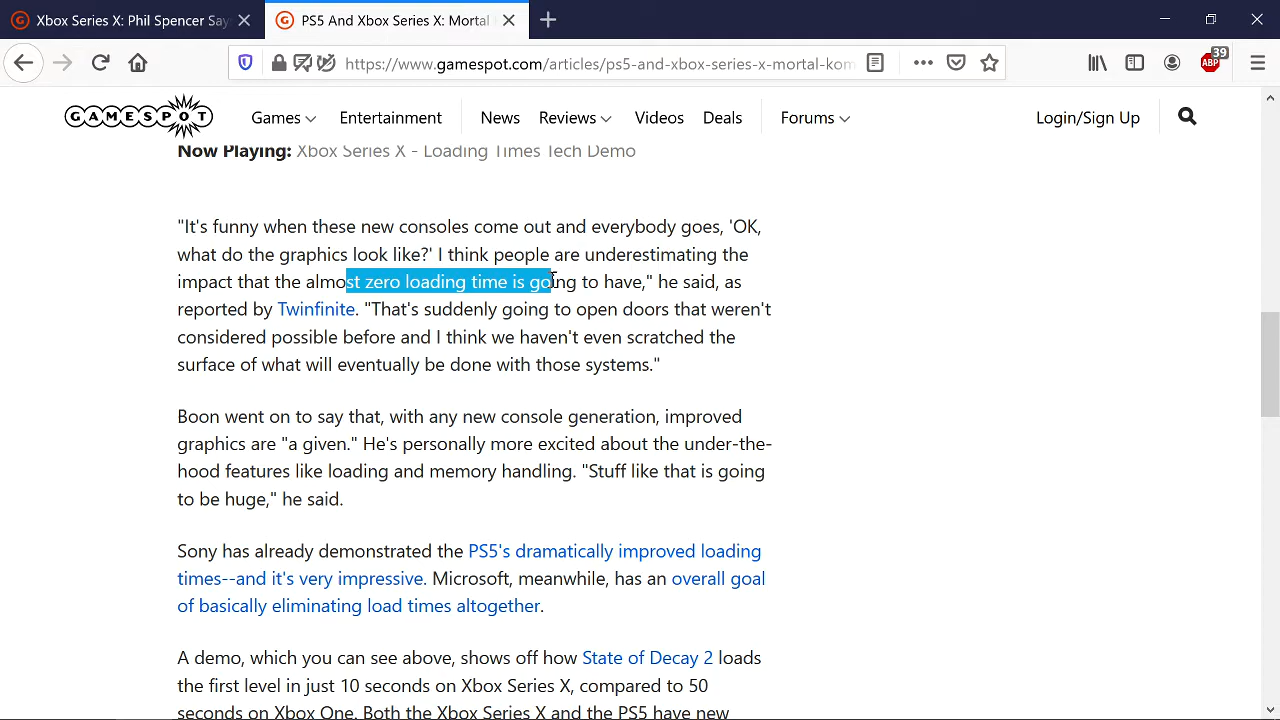 Xbox Series X: Phil Spencer Say
PS5 And Xbox Series X: Mortal
https://www.gamespot.com/articles/ps5-and-xbox-series-x-mortal-kom
39
ABP
GAMESPOT
Games
Entertainment
News
Reviews
Videos
Deals
Forums
Login/Sign Up
Now Playing: Xbox Series X - Loading Times Tech Demo
"It's funny when these new consoles come out and everybody goes, 'OK,
what do the graphics look like?' I think people are underestimating the
impact that the almost zero loading time is going to have," he said, as
reported by Twinfinite. "That's suddenly going to open doors that weren't
considered possible before and I think we haven't even scratched the
surface of what will eventually be done with those systems."
Boon went on to say that, with any new console generation, improved
graphics are "a given." He's personally more excited about the under-the-
hood features like loading and memory handling. "Stuff like that is going
to be huge," he said.
Sony has already demonstrated the PS5's dramatically improved loading
times--and it's very impressive. Microsoft, meanwhile, has an overall goal
of basically eliminating load times altogether.
A demo, which you can see above, shows off how State of Decay 2 loads
the first level in just 10 seconds on Xbox Series X, compared to 50
seconds on Xbox One. Both the Xbox Series X and the PS5 have new